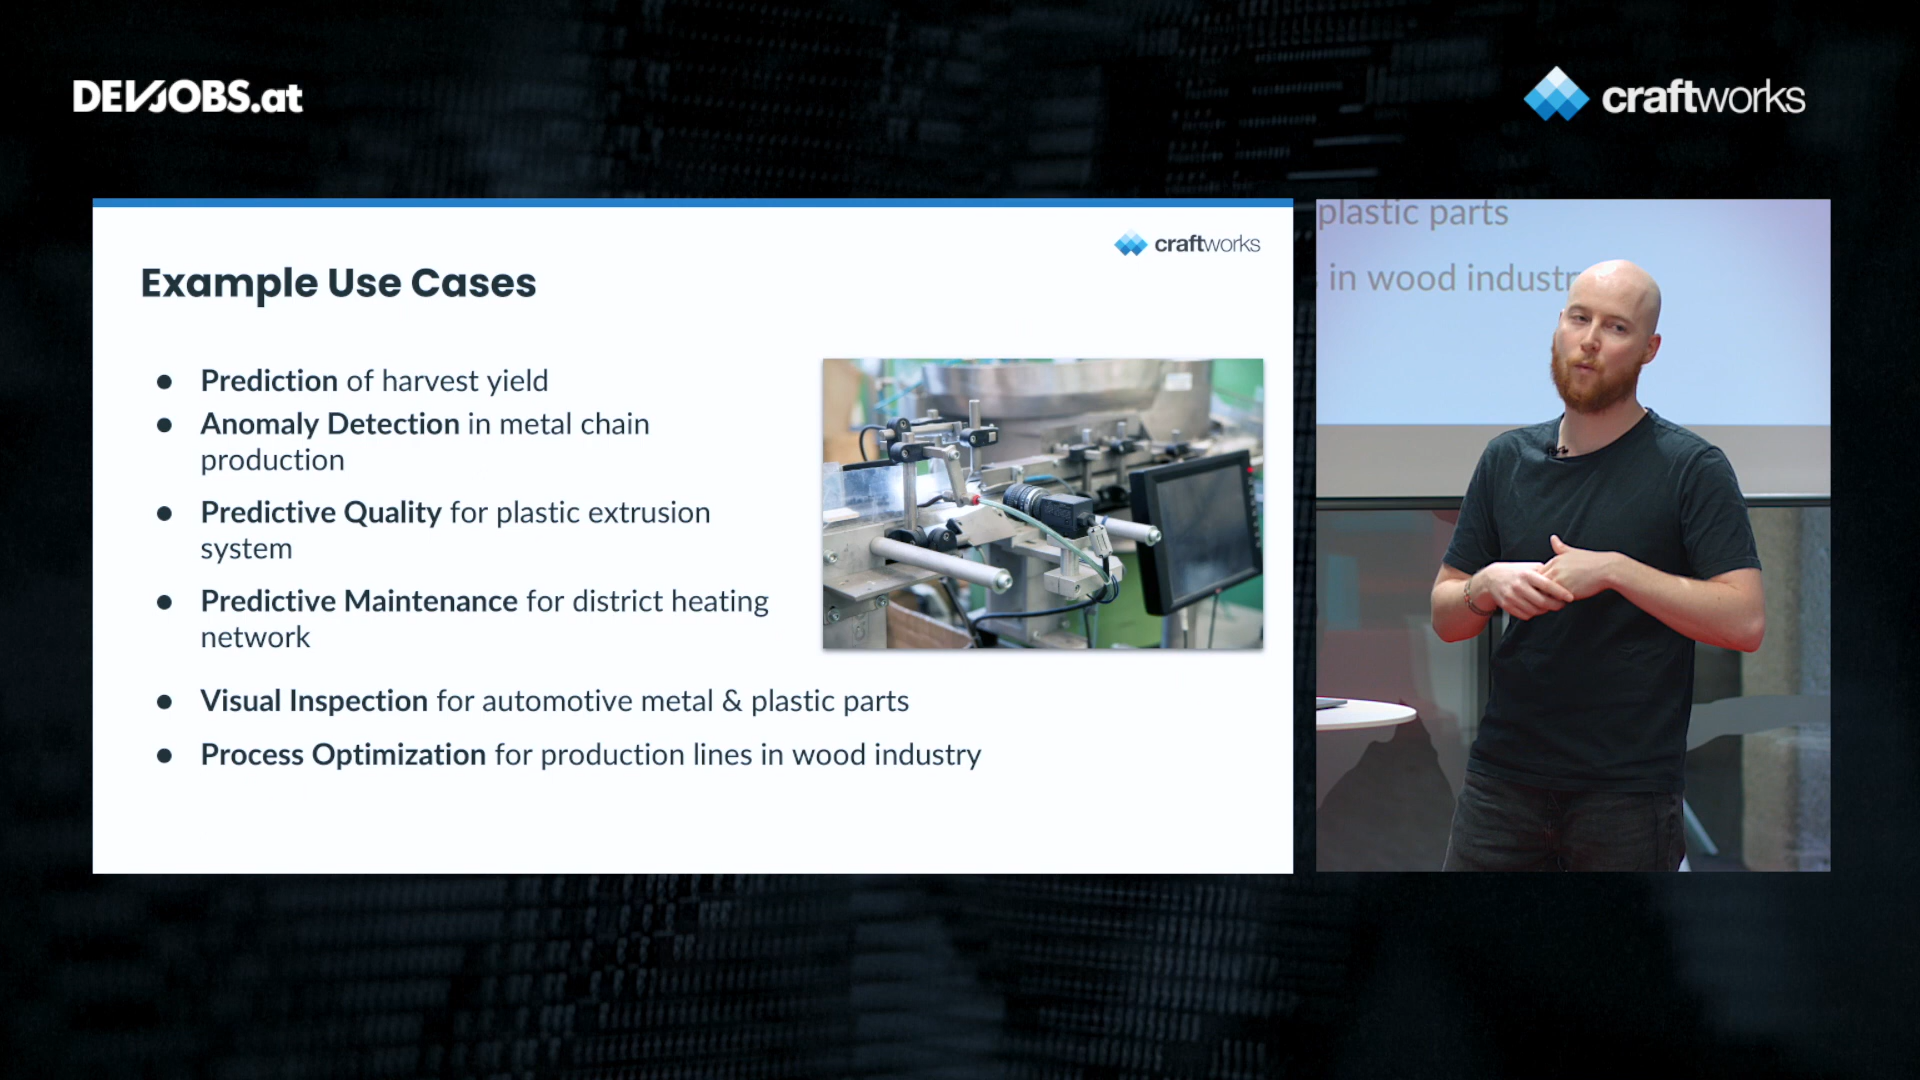 DEVJOBS.at
craftworks
craftworks
Example Use Cases
● Prediction of harvest yield
● Anomaly Detection in metal chain
production
● Predictive Quality for plastic extrusion
system
● Predictive Maintenance for district heating
network
● Visual Inspection for automotive metal & plastic parts
● Process Optimization for production lines in wood industry
plastic parts
in wood industr